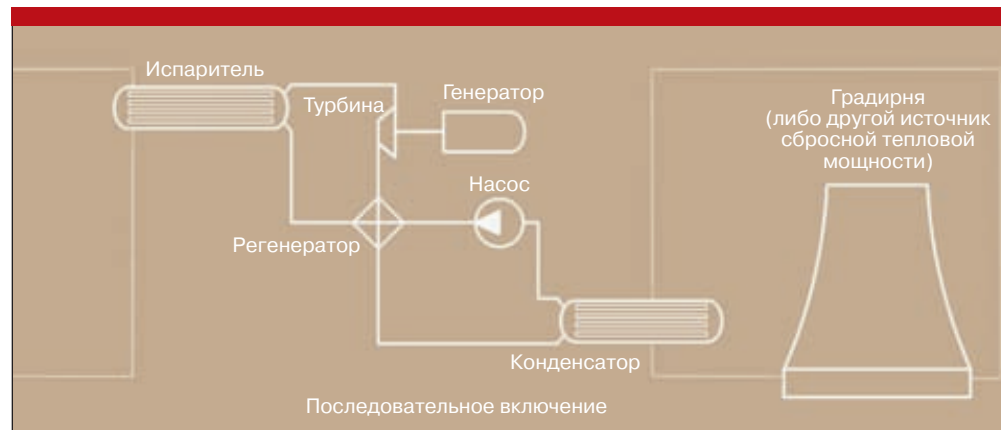 Испаритель
Турбина
Генератор
Градирня
(либо другой источник
сбросной тепловой
мощности)
Насос
Регенератор
Конденсатор
Последовательное включение